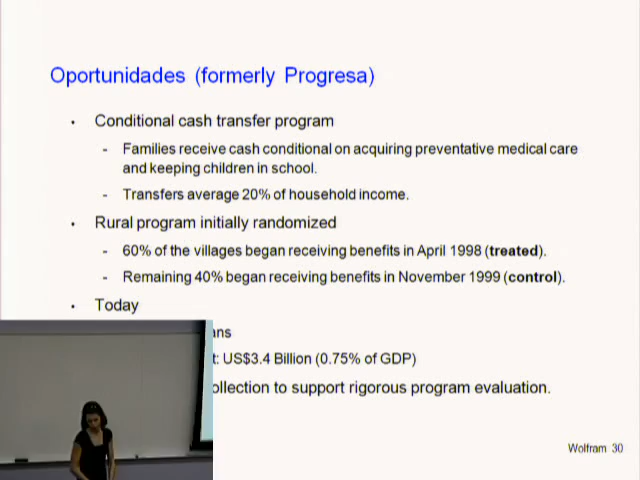 Oportunidades (formerly Progresa)
• Conditional cash transfer program
- Families receive cash conditional on acquiring preventative medical care
and keeping children in school.
- Transfers average 20% of household income.
• Rural program initially randomized
- 60% of the villages began receiving benefits in April 1998 (treated).
- Remaining 40% began receiving benefits in November 1999 (control).
• Today
ans
t: US$3.4 Billion (0.75% of GDP)
ollection to support rigorous program evaluation.
Wolfram 30